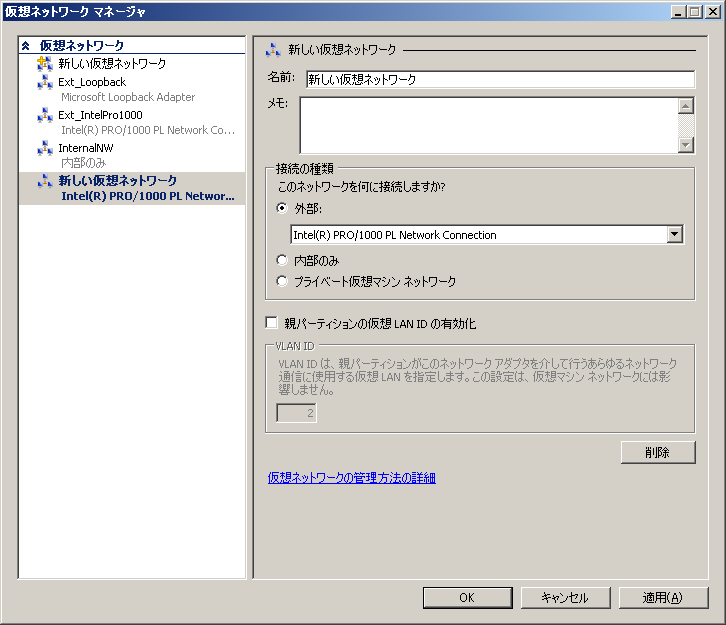 仮想ネットワーク マネージャ
仮想ネットワーク
新しい仮想ネットワーク
Ext_Loopback
Microsoft Loopback Adapter
Ext_IntelPro1000
Intel(R) PRO/1000 PL Network Co...
InternalNW
内部のみ
新しい仮想ネットワーク
Intel(R) PRO/1000 PL Networ...
新しい仮想ネットワーク
名前: 新しい仮想ネットワーク
メモ:
接続の種類
このネットワークを何に接続しますか?
外部:
Intel(R) PRO/1000 PL Network Connection
内部のみ
プライベート仮想マシン ネットワーク
親パーティションの仮想 LAN ID の有効化
VLAN ID
VLAN ID は、親パーティションがこのネットワーク アダプタを介して行うあらゆるネットワーク
通信に使用する仮想 LAN を指定します。この設定は、仮想マシン ネットワークには影
響しません。
2
削除
仮想ネットワークの管理方法の詳細
OK キャンセル 適用(A)